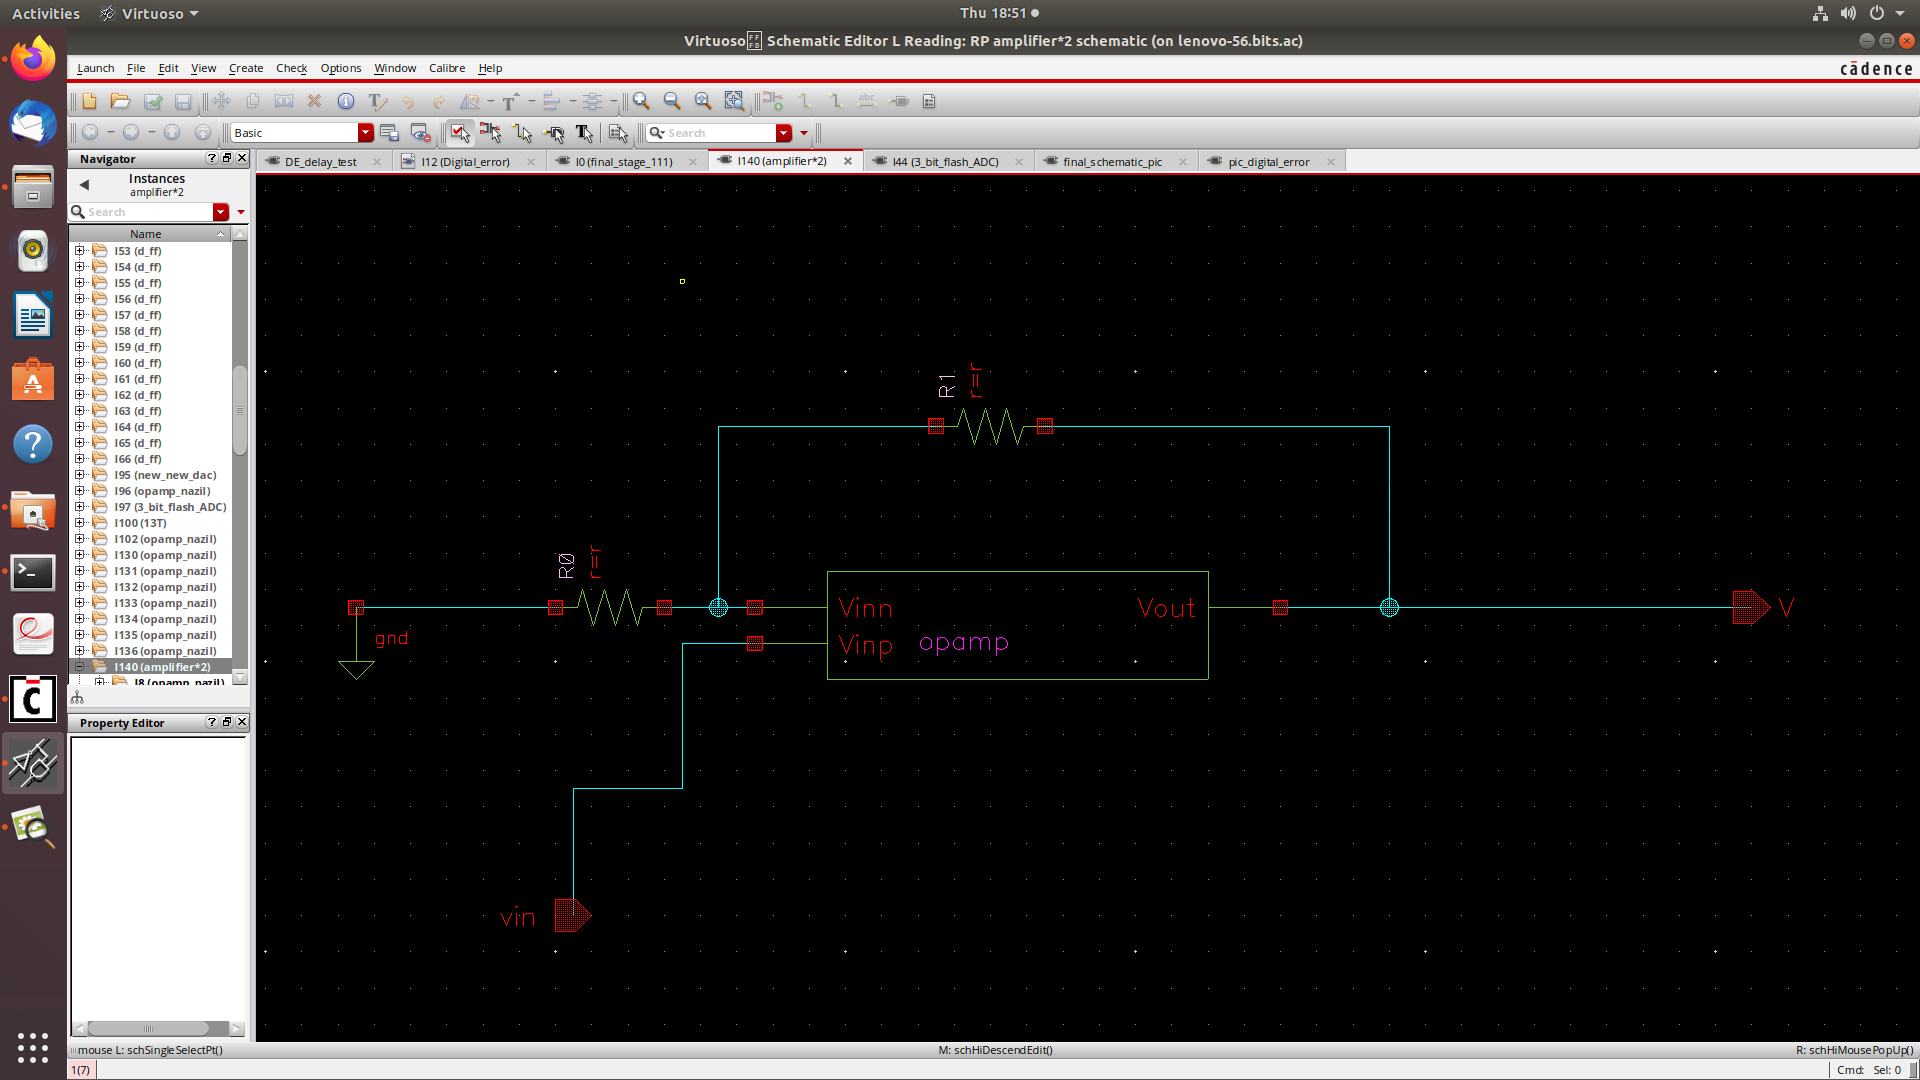 Activities
Virtuoso
Thu 18:51
Virtuoso Schematic Editor L Reading: RP amplifier*2 schematic (on lenovo-56.bits.ac)
Launch File Edit View Create Check Options Window Calibre Help
cādence
Basic
Search
Navigator
DE_delay_test
I12 (Digital_error)
I0 (final_stage_111)
I140 (amplifier*2)
I44 (3_bit_flash_ADC)
final_schematic_pic
pic_digital_error
Instances
amplifier*2
Search
Name
I53 (d_ff)
I54 (d_ff)
I55 (d_ff)
I56 (d_ff)
I57 (d_ff)
I58 (d_ff)
I59 (d_ff)
I60 (d_ff)
I61 (d_ff)
I62 (d_ff)
I63 (d_ff)
I64 (d_ff)
I65 (d_ff)
I66 (d_ff)
I95 (new_new_dac)
I96 (opamp_nazil)
I97 (3_bit_flash_ADC)
I100 (13T)
I102 (opamp_nazil)
I130 (opamp_nazil)
I131 (opamp_nazil)
I132 (opamp_nazil)
I133 (opamp_nazil)
I134 (opamp_nazil)
I135 (opamp_nazil)
I136 (opamp_nazil)
I140 (amplifier*2)
I8 (opamp_nazil)
Property Editor
R1
r=r
R0
r=r
gnd
Vinn
Vout
Vinp
opamp
V
vin
mouse L: schSingleSelectPt()
M: schHiDescendEdit()
R: schHiMousePopUp()
1(7)
Cmd: Sel: 0